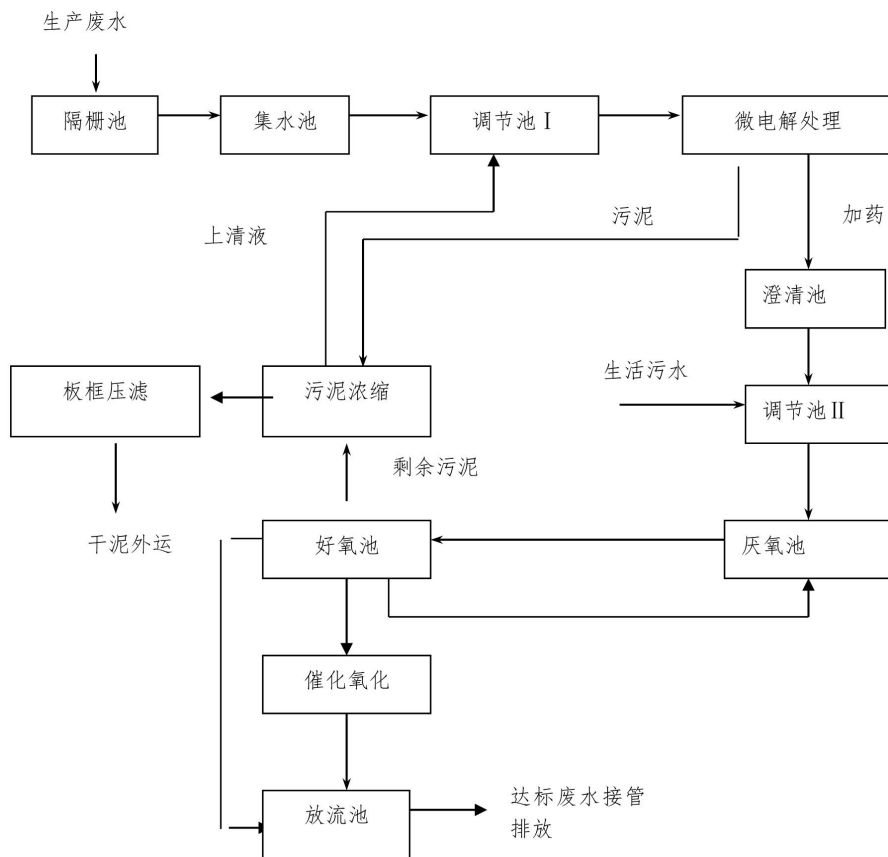 生产废水
隔栅池
集水池
调节池Ⅰ
微电解处理
上清液
污泥
加药
澄清池
板框压滤
污泥浓缩
生活污水
调节池Ⅱ
剩余污泥
干泥外运
好氧池
厌氧池
催化氧化
放流池
达标废水接管
排放